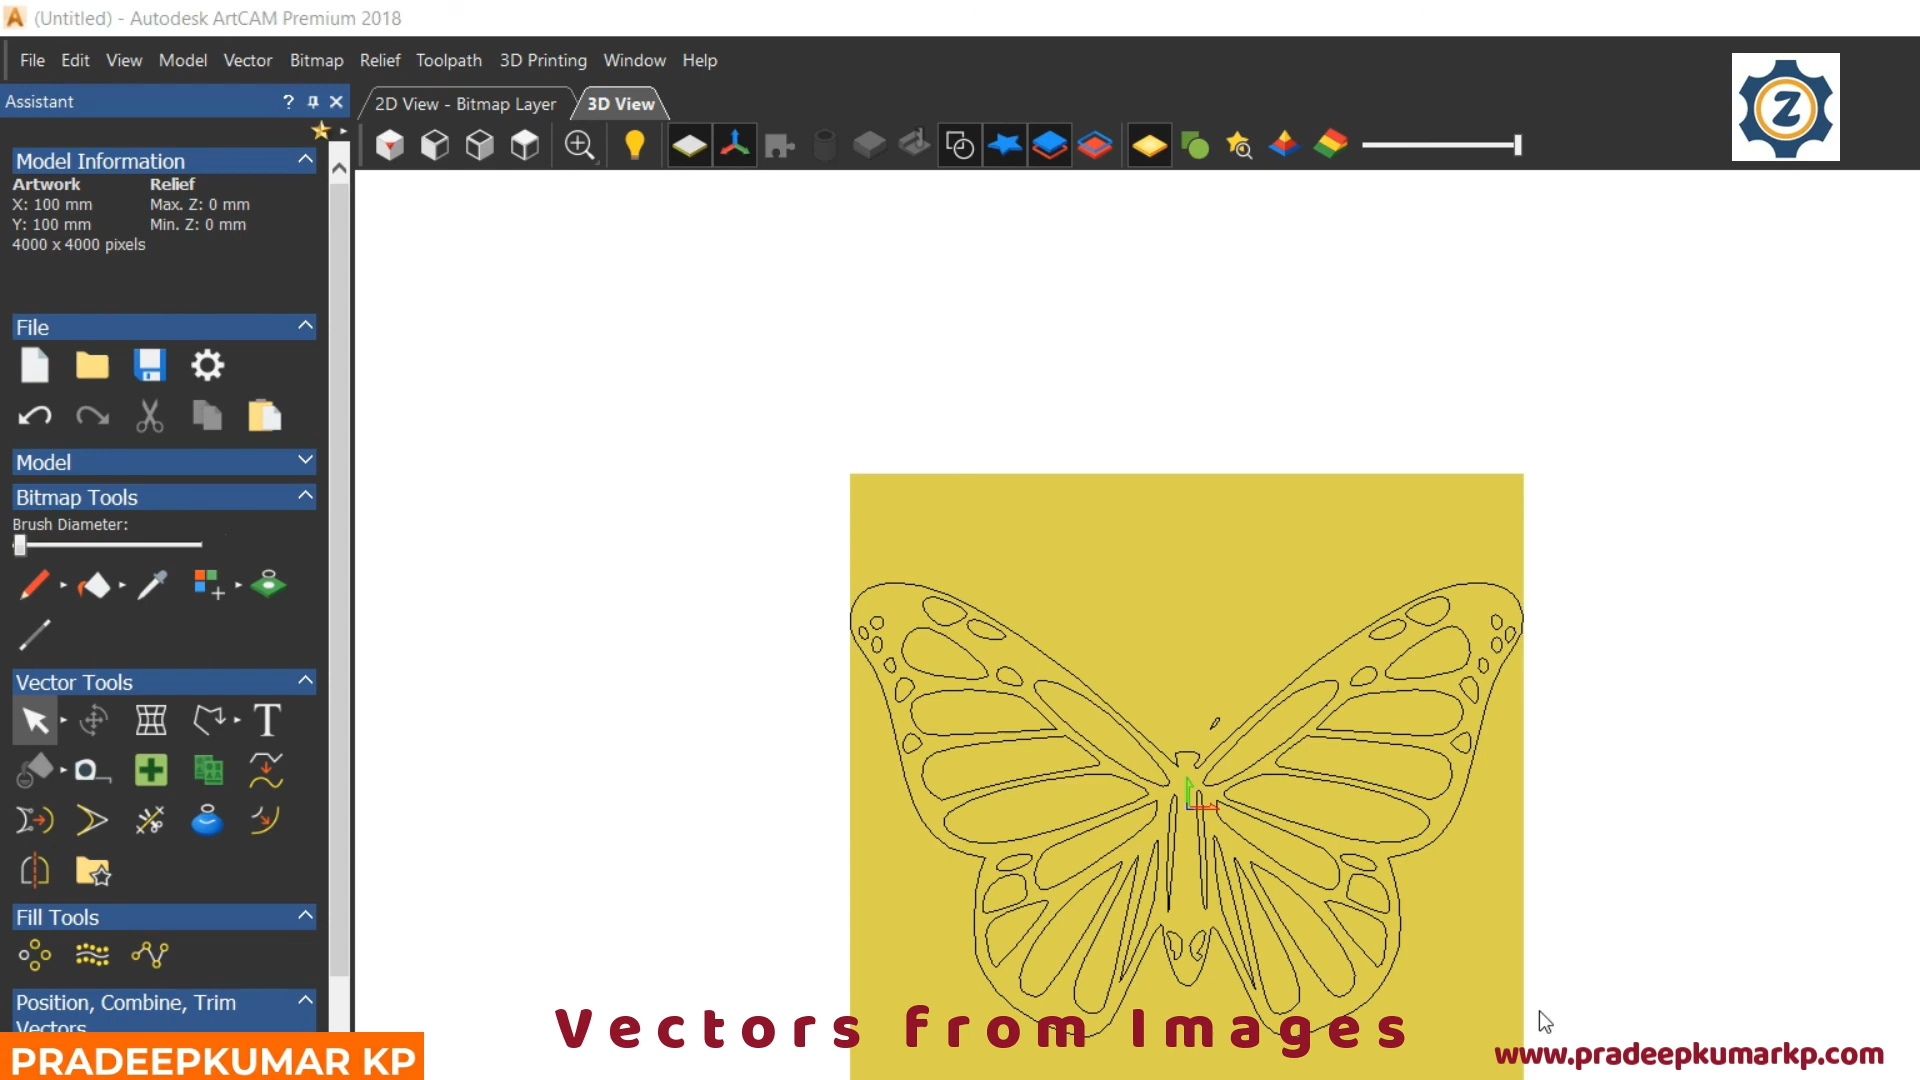 (Untitled) - Autodesk ArtCAM Premium 2018
File Edit View Model Vector Bitmap Relief Toolpath 3D Printing Window Help
Assistant
2D View - Bitmap Layer 3D View
Z
Model Information
Artwork Relief
X: 100 mm Max. Z: 0 mm
Y: 100 mm Min. Z: 0 mm
4000 x 4000 pixels
File
Model
Bitmap Tools
Brush Diameter:
Vector Tools
Fill Tools
Position, Combine, Trim
Vectors
Vectors from Images
PRADEEPKUMAR KP
www.pradeepkumarkp.com